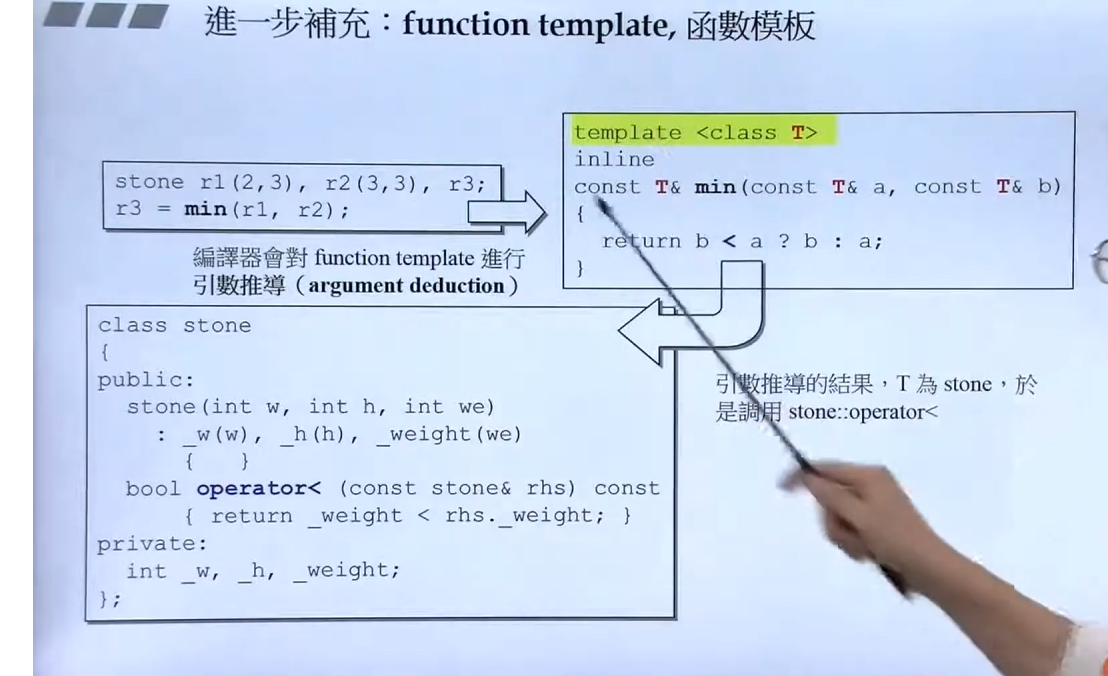 進一步補充：function template, 函數模板
stone r1(2,3), r2(3,3), r3;
r3 = min(r1, r2);
編譯器會對 function template 進行
引數推導（argument deduction）
template <class T>
inline
const T& min(const T& a, const T& b)
{
return b < a ? b : a;
}
class stone
{
public:
stone(int w, int h, int we)
: _w(w), _h(h), _weight(we)
{ }
bool operator< (const stone& rhs) const
{ return _weight < rhs._weight; }
private:
int _w, _h, _weight;
};
引數推導的結果，T 為 stone，於
是調用 stone::operator<